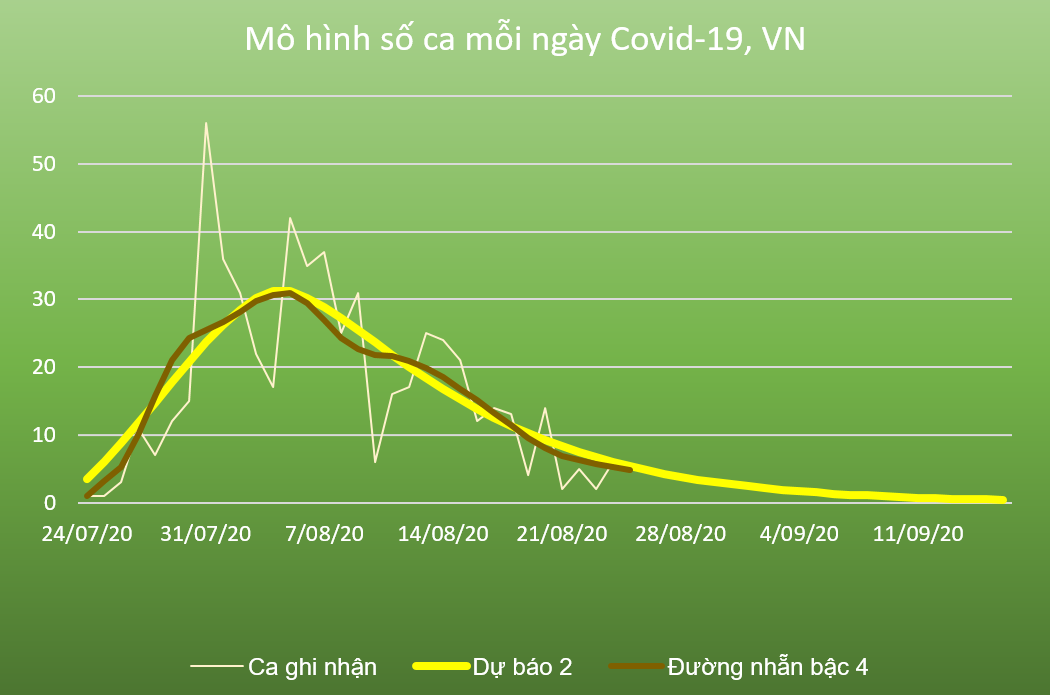 Mô hình số ca mỗi ngày Covid-19, VN
60
50
40
30
20
10
0
24/07/20 31/07/20 7/08/20 14/08/20 21/08/20 28/08/20 4/09/20 11/09/20
Ca ghi nhận Dự báo 2 Đường nhẵn bậc 4